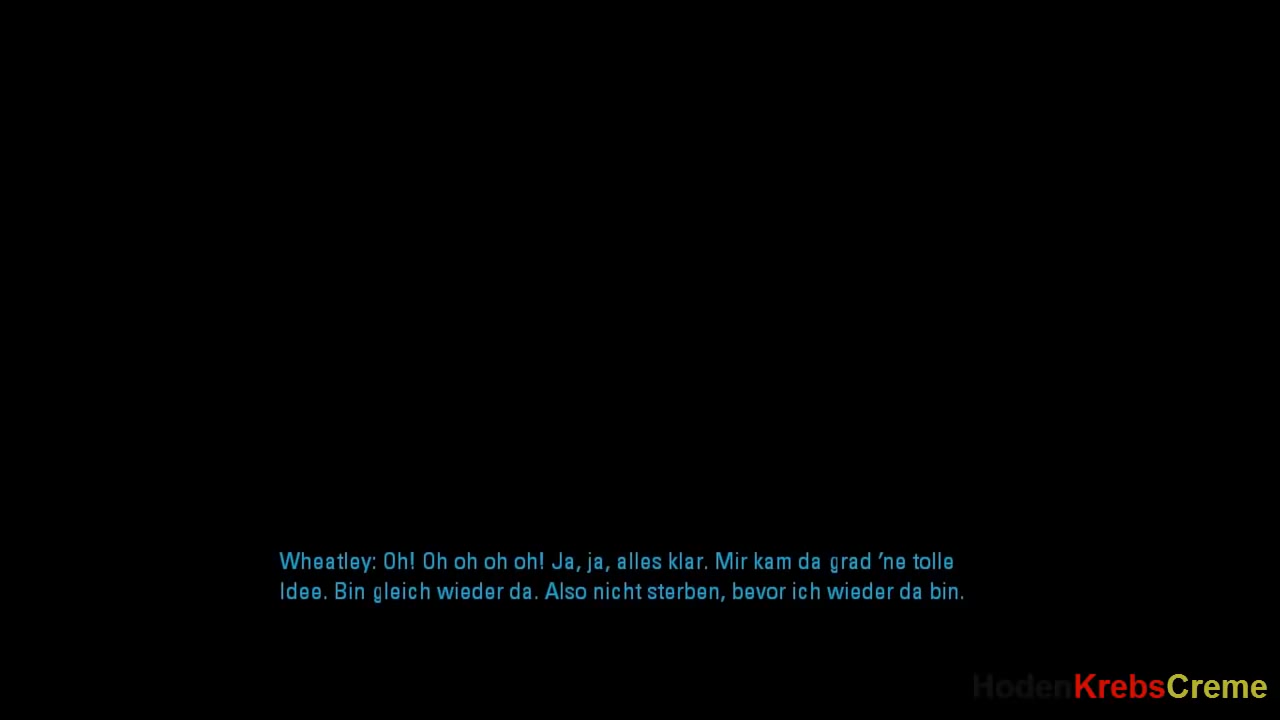 Wheatley: Oh! Oh oh oh oh! Ja, ja, alles klar. Mir kam da grad ’ne tolle
Idee. Bin gleich wieder da. Also nicht sterben, bevor ich wieder da bin.
HodenKrebsCreme